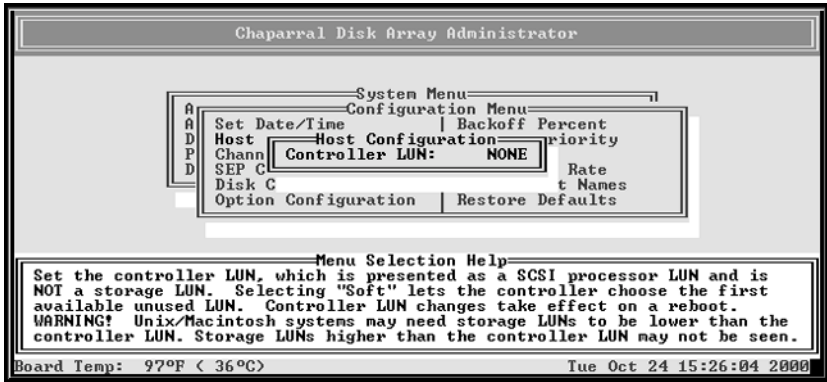 Chaparral Disk Array Administrator
System Menu
A
Configuration Menu
A Set Date/Time | Backoff Percent
D Host Host Configuration riority
P Chann Controller LUN: NONE
D SEP C Rate
Disk C t Names
Option Configuration | Restore Defaults
Menu Selection Help
Set the controller LUN, which is presented as a SCSI processor LUN and is
NOT a storage LUN. Selecting "Soft" lets the controller choose the first
available unused LUN. Controller LUN changes take effect on a reboot.
WARNING! Unix/Macintosh systems may need storage LUNs to be lower than the
controller LUN. Storage LUNs higher than the controller LUN may not be seen.
Board Temp: 97ºF ( 36ºC) Tue Oct 24 15:26:04 2000